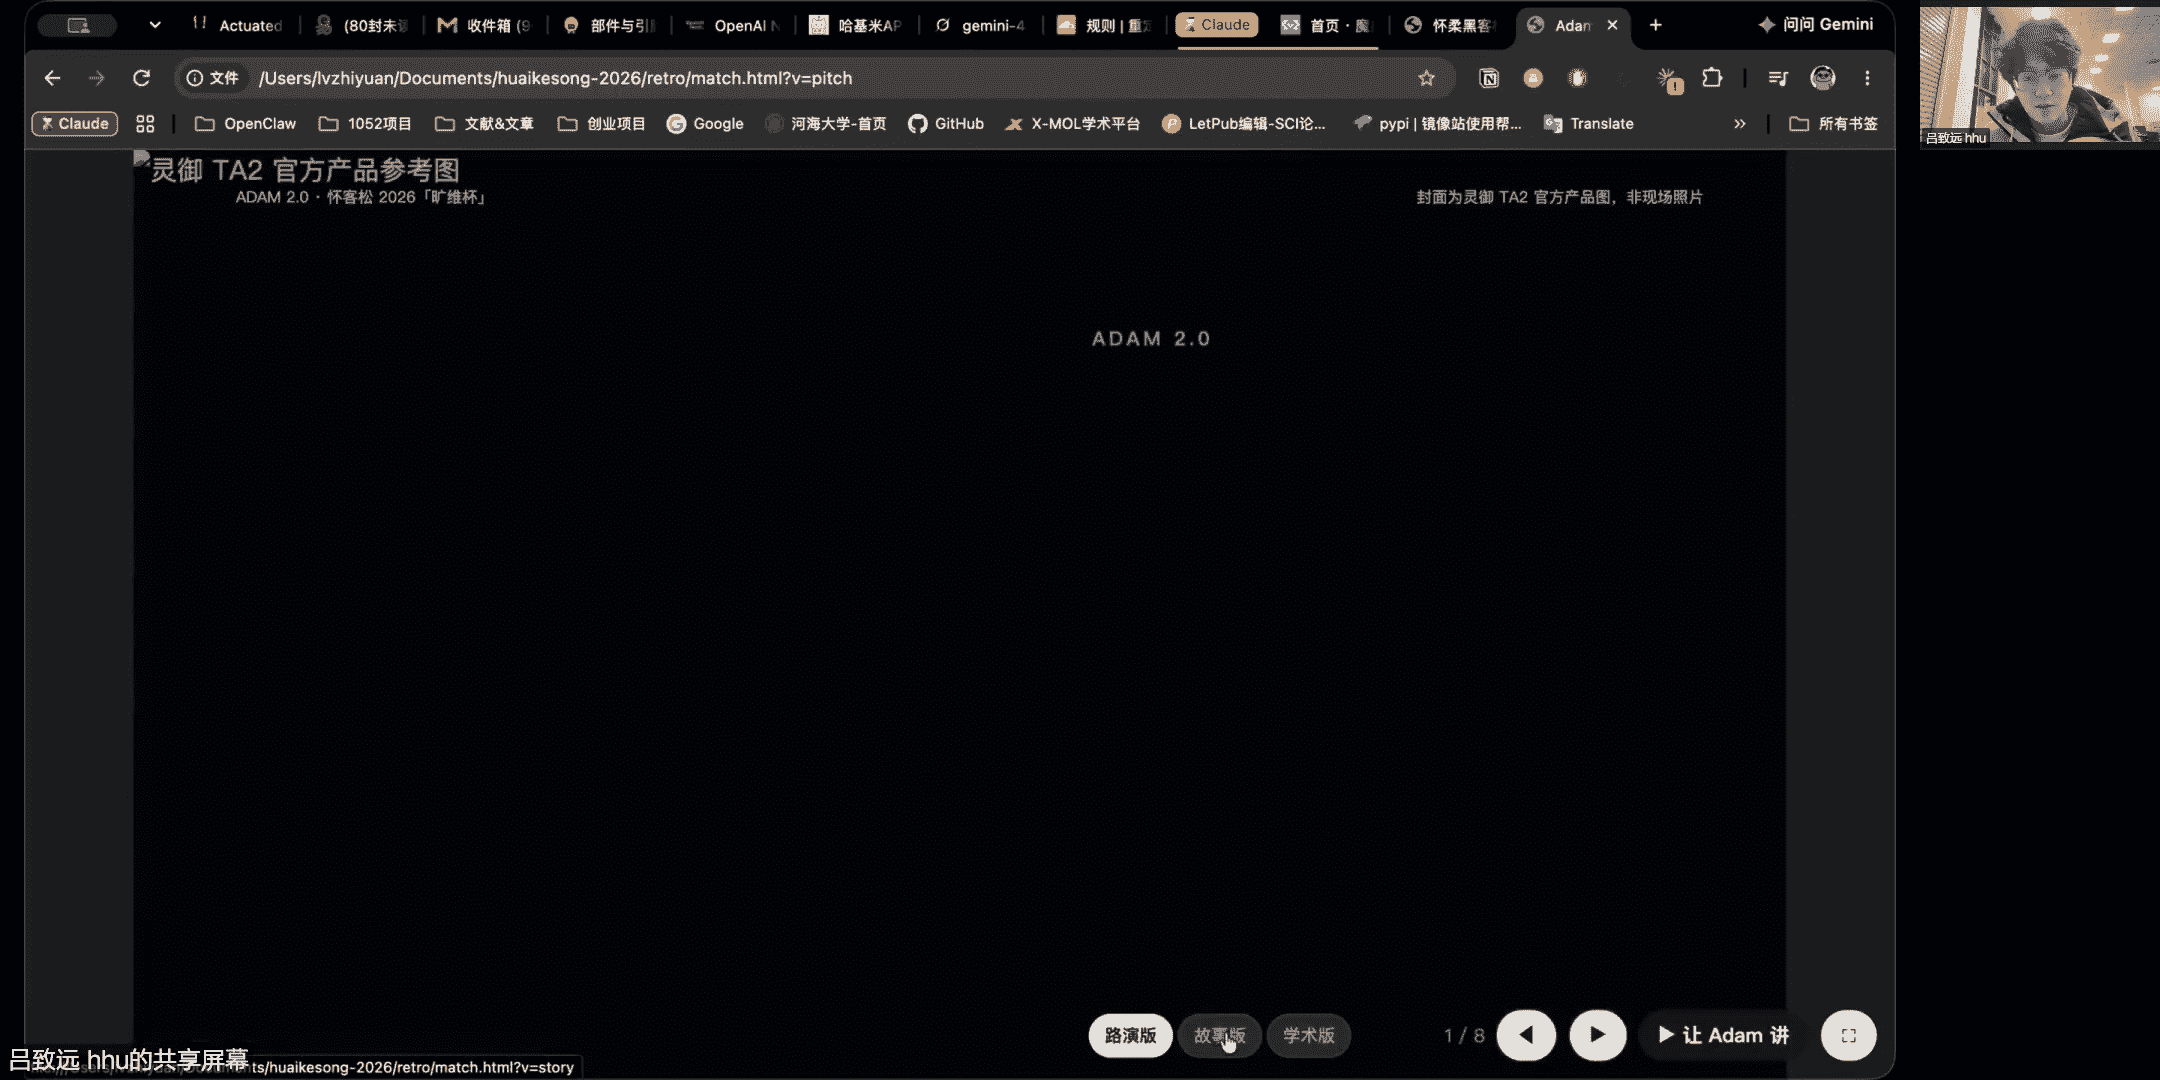 Actuated
(80封未读
收件箱 (9
部件与引
OpenAI N
哈基米AP
gemini-4
规则 | 重
Claude
首页 · 魔
怀柔黑客
Adam
问问 Gemini
文件
/Users/lvzhiyuan/Documents/huaikesong-2026/retro/match.html?v=pitch
Claude
OpenClaw
1052项目
文献&文章
创业项目
Google
河海大学-首页
GitHub
X-MOL学术平台
LetPub编辑-SCI论...
pypi | 镜像站使用帮...
Translate
所有书签
吕致远 hhu
灵御 TA2 官方产品参考图
ADAM 2.0 · 怀客松 2026「旷维杯」
封面为灵御 TA2 官方产品图，非现场照片
ADAM 2.0
路演版
故事版
学术版
1 / 8
让 Adam 讲
吕致远 hhu的共享屏幕
ts/huaikesong-2026/retro/match.html?v=story